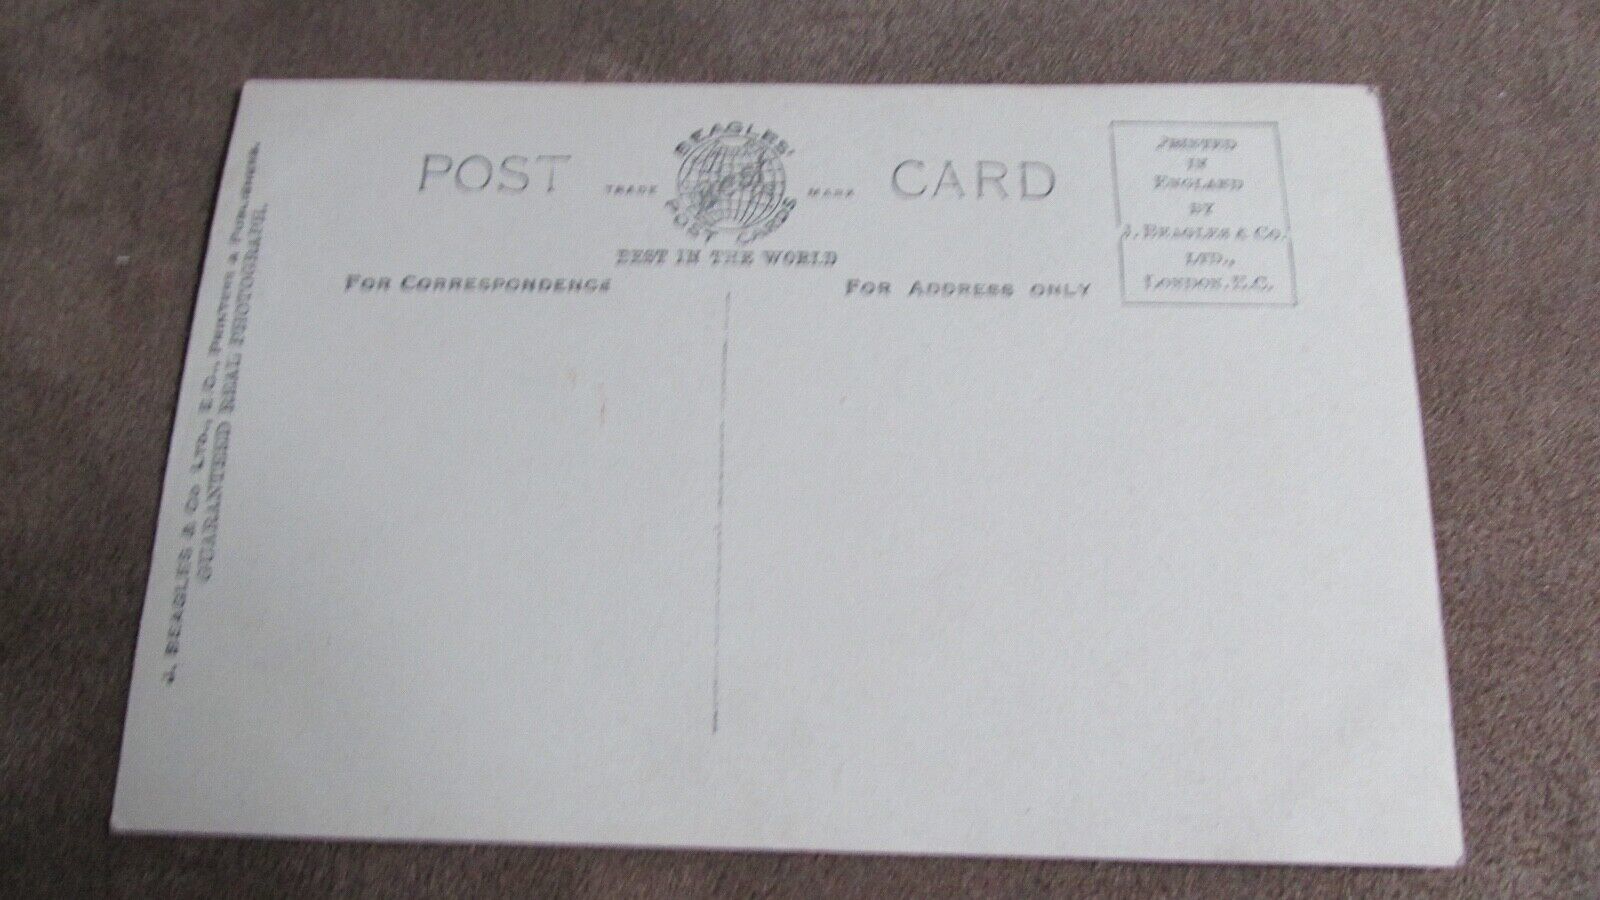 POST CARD
BEAGLES'
TRADE MARK
POST CARDS
BEST IN THE WORLD
FOR CORRESPONDENCE
FOR ADDRESS ONLY
PRINTED
IN
ENGLAND
BY
J. BEAGLES & CO.
LTD.,
LONDON. E.C.
J. BEAGLES & CO LTD., E.C., PRINTERS & PUBLISHERS.
GUARANTEED REAL PHOTOGRAPH.